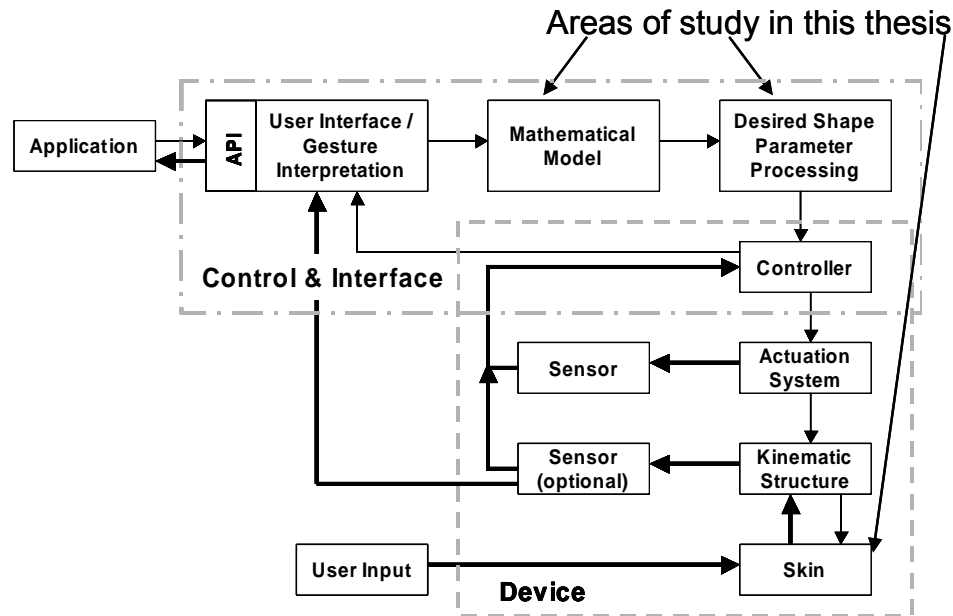 Areas of study in this thesis
Application
API
User Interface /
Gesture
Interpretation
Mathematical
Model
Desired Shape
Parameter
Processing
Control & Interface
Controller
Sensor
Actuation
System
Sensor
(optional)
Kinematic
Structure
User Input
Skin
Device